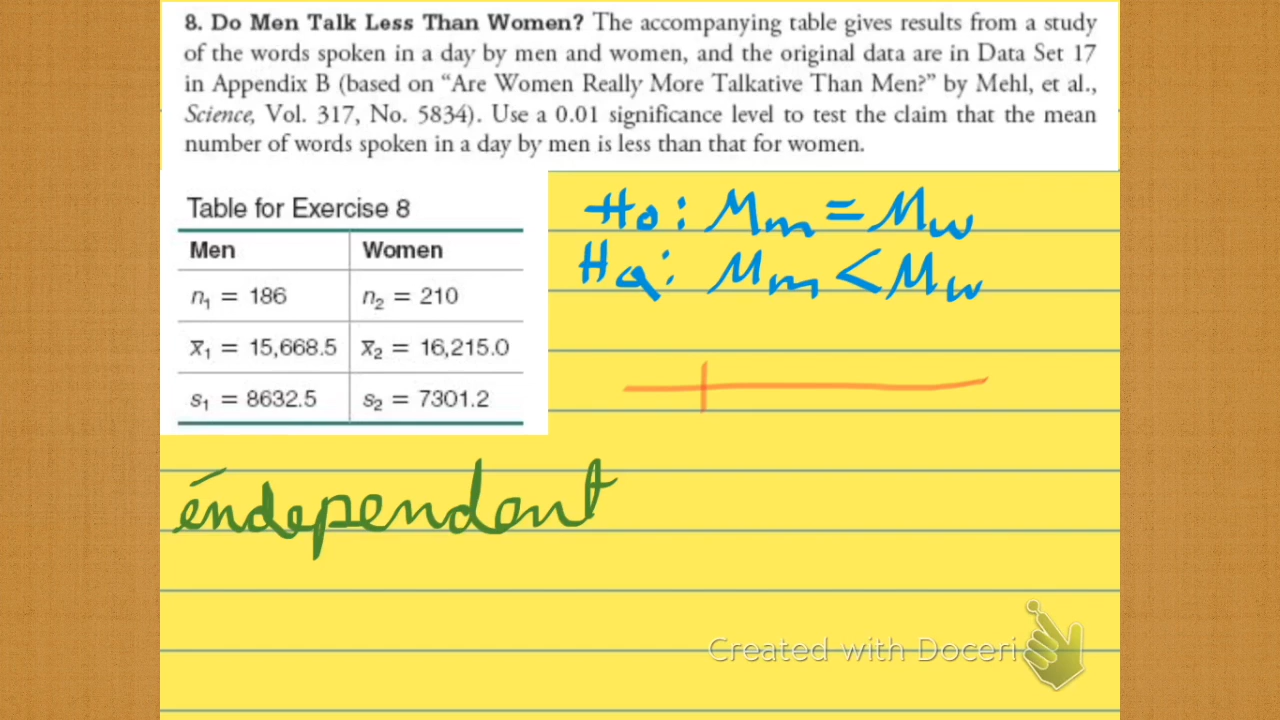 8. Do Men Talk Less Than Women? The accompanying table gives results from a study
of the words spoken in a day by men and women, and the original data are in Data Set 17
in Appendix B (based on “Are Women Really More Talkative Than Men?” by Mehl, et al.,
Science, Vol. 317, No. 5834). Use a 0.01 significance level to test the claim that the mean
number of words spoken in a day by men is less than that for women.
Table for Exercise 8
Men Women
n₁ = 186 n₂ = 210
x̄₁ = 15,668.5 x̄₂ = 16,215.0
s₁ = 8632.5 s₂ = 7301.2
Ho: Mm = Mw
Ha: Mm < Mw
independent
Created with Doceri